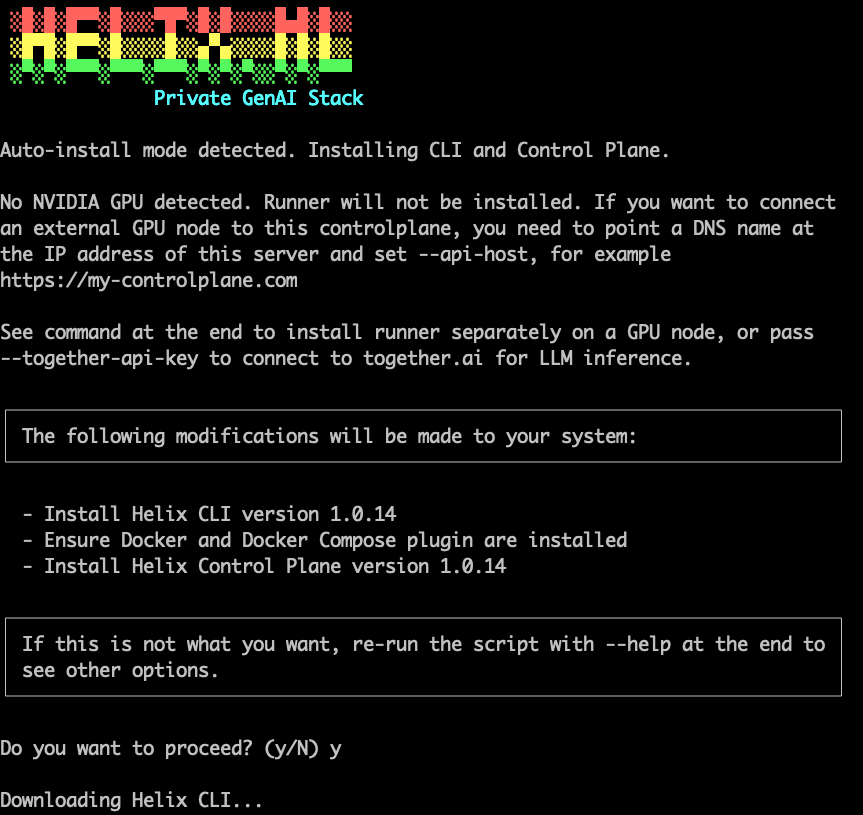 HELIX.ML
Private GenAI Stack
Auto-install mode detected. Installing CLI and Control Plane.
No NVIDIA GPU detected. Runner will not be installed. If you want to connect
an external GPU node to this controlplane, you need to point a DNS name at
the IP address of this server and set --api-host, for example
https://my-controlplane.com
See command at the end to install runner separately on a GPU node, or pass
--together-api-key to connect to together.ai for LLM inference.
The following modifications will be made to your system:
- Install Helix CLI version 1.0.14
- Ensure Docker and Docker Compose plugin are installed
- Install Helix Control Plane version 1.0.14
If this is not what you want, re-run the script with --help at the end to
see other options.
Do you want to proceed? (y/N) y
Downloading Helix CLI...